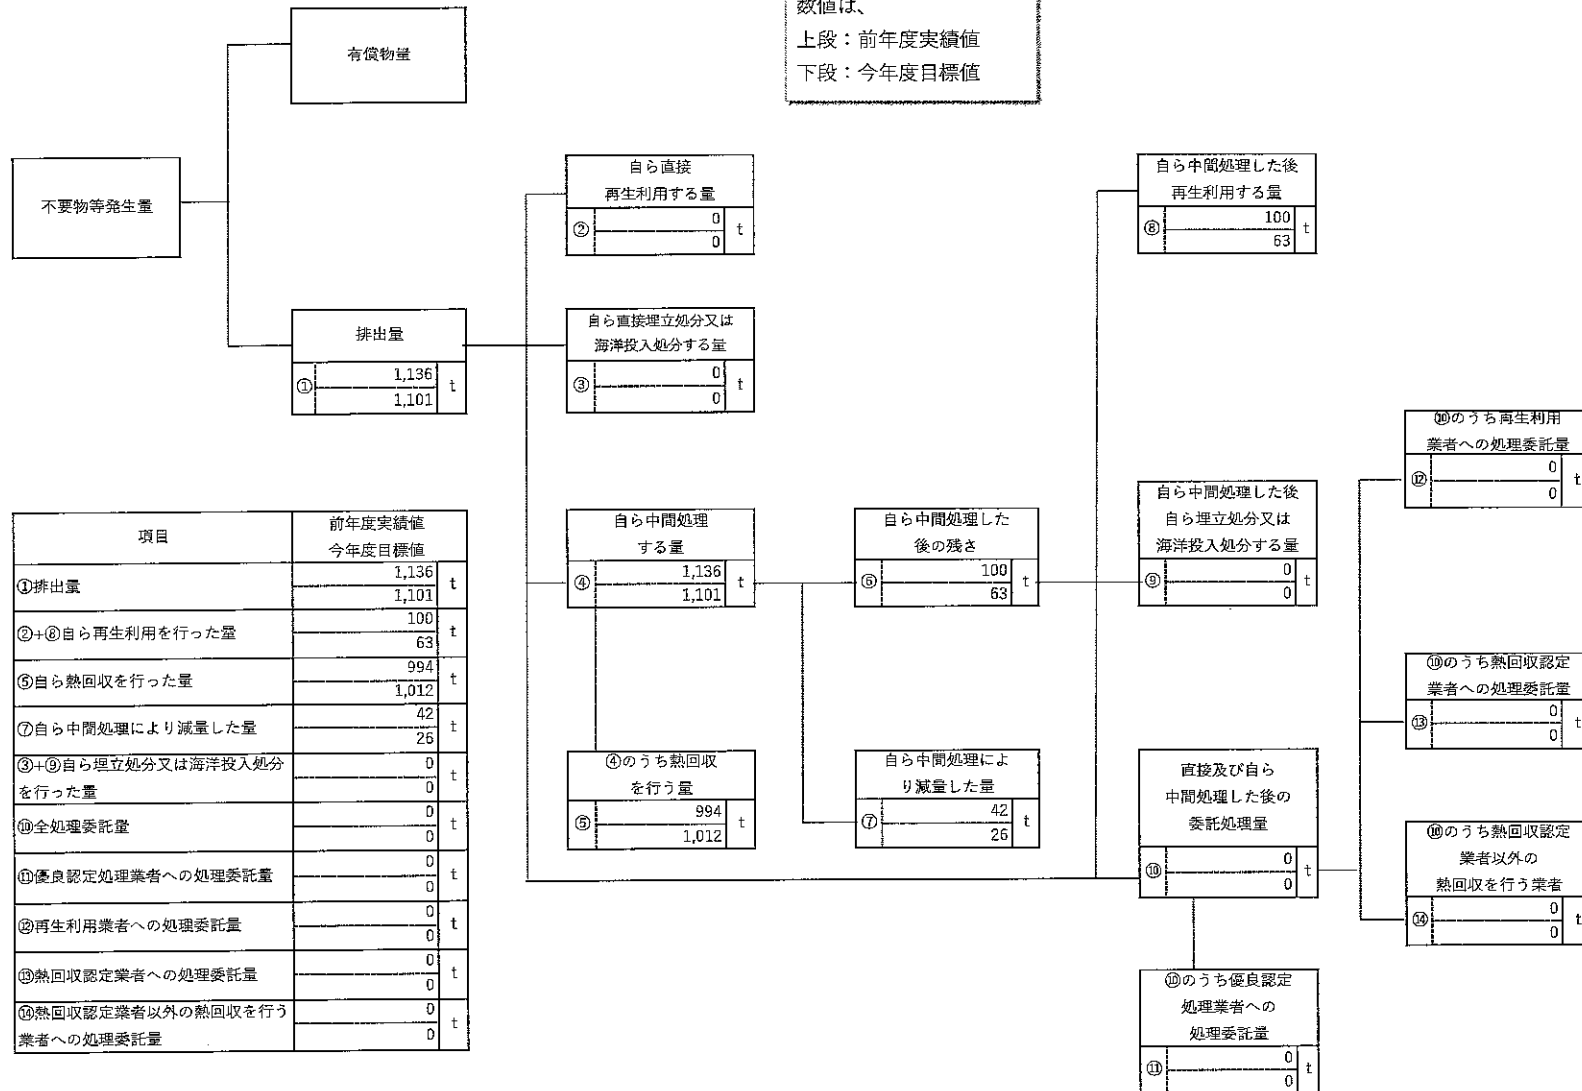 数値は、
上段：前年度実績値
下段：今年度目標値
有償物量
不要物等発生量
排出量
①
1,136
1,101
t
自ら直接
再生利用する量
②
0
0
t
自ら直接埋立処分又は
海洋投入処分する量
③
0
0
t
自ら中間処理
する量
④
1,136
1,101
t
④のうち熱回収
を行う量
⑤
994
1,012
t
自ら中間処理した
後の残さ
⑥
100
63
t
自ら中間処理によ
り減量した量
⑦
42
26
t
自ら中間処理した後
再生利用する量
⑧
100
63
t
自ら中間処理した後
自ら埋立処分又は
海洋投入処分する量
⑨
0
0
t
直接及び自ら
中間処理した後の
委託処理量
⑩
0
0
t
⑩のうち優良認定
処理業者への
処理委託量
⑪
0
0
t
⑩のうち再生利用
業者への処理委託量
⑫
0
0
t
⑩のうち熱回収認定
業者への処理委託量
⑬
0
0
t
⑩のうち熱回収認定
業者以外の
熱回収を行う業者
⑭
0
0
t
項目
前年度実績値
今年度目標値
①排出量
1,136
1,101
t
②+⑧自ら再生利用を行った量
100
63
t
⑤自ら熱回収を行った量
994
1,012
t
⑦自ら中間処理により減量した量
42
26
t
③+⑨自ら埋立処分又は海洋投入処分
を行った量
0
0
t
⑩全処理委託量
0
0
t
⑪優良認定処理業者への処理委託量
0
0
t
⑫再生利用業者への処理委託量
0
0
t
⑬熱回収認定業者への処理委託量
0
0
t
⑭熱回収認定業者以外の熱回収を行う
業者への処理委託量
0
0
t